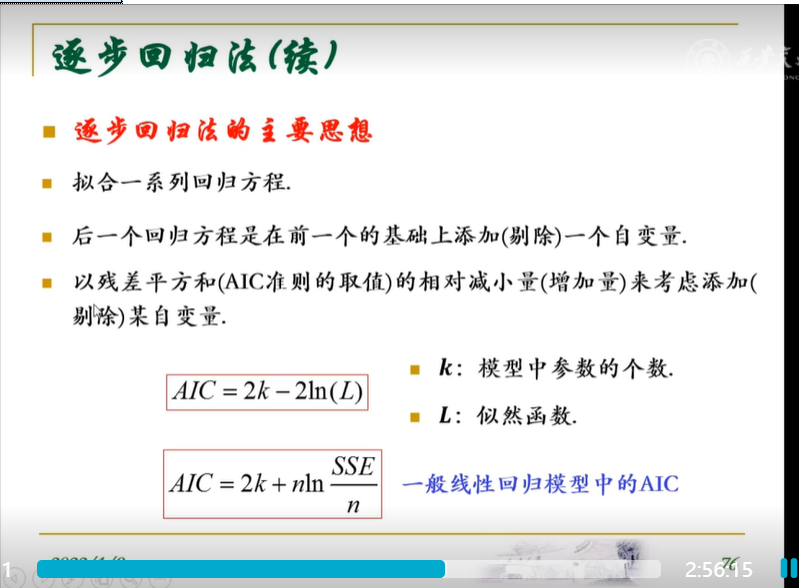 逐步回归法(续)
逐步回归法的主要思想
拟合一系列回归方程.
后一个回归方程是在前一个的基础上添加(剔除)一个自变量.
以残差平方和(AIC准则的取值)的相对减小量(增加量)来考虑添加(
剔除)某自变量.
AIC = 2k − 2ln(L)
k: 模型中参数的个数.
L: 似然函数.
AIC = 2k + nln SSE/n
一般线性回归模型中的AIC
76
1
2:56:15